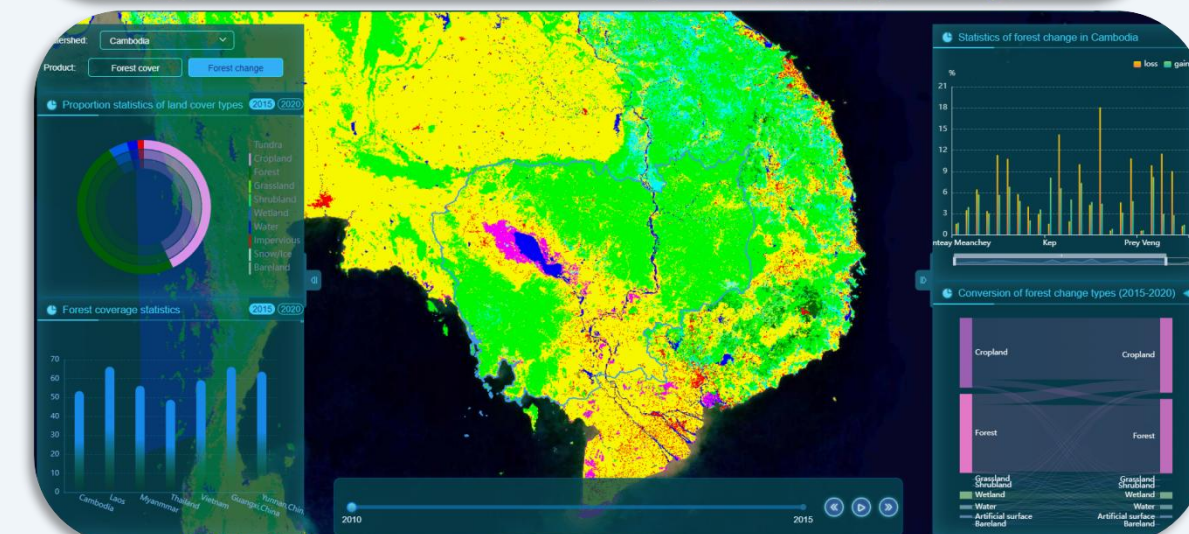 Cambodia
Product:
Forest cover
Forest change
Proportion statistics of land cover types
2015
2020
Tundra
Cropland
Forest
Grassland
Shrubland
Wetland
Water
Impervious
Snow/Ice
Bareland
Forest coverage statistics
2015
2020
70
60
50
40
30
20
10
0
Cambodia
Laos
Myanmmar
Thailand
Vietnam
Guangxi,China
Yunnan,Chin
2010
2015
Statistics of forest change in Cambodia
loss
gain
%
21
18
15
12
9
6
3
0
nteay Meanchey
Kep
Prey Veng
Conversion of forest change types (2015-2020)
Cropland
Cropland
Forest
Forest
Grassland
Grassland
Shrubland
Shrubland
Wetland
Wetland
Water
Water
Artificial surface
Artificial surface
Bareland
Bareland